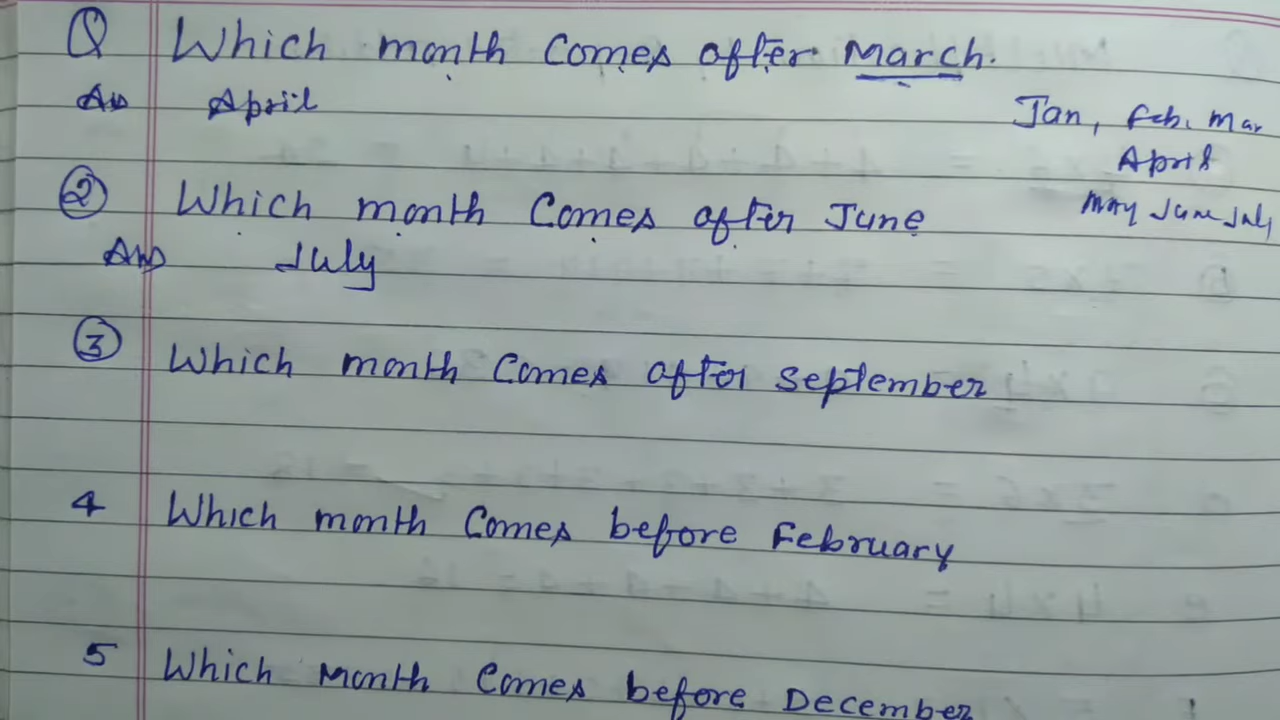 Q Which month Comes after March.
Ans April
Jan, Feb, Mar
April
May June July
2 Which month Comes after June
Ans July
3 Which month Comes after September
4 Which month Comes before February
5 Which Month Comes before December